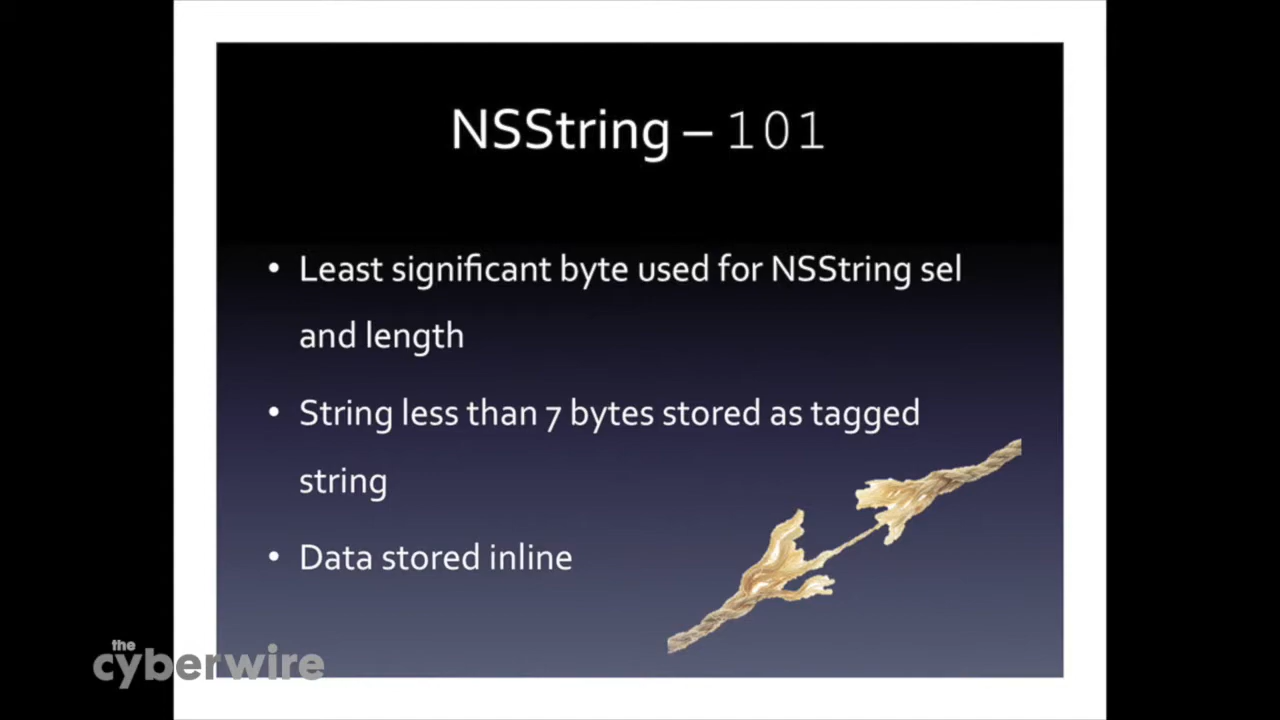 NSString – 101
• Least significant byte used for NSString sel
and length
• String less than 7 bytes stored as tagged
string
• Data stored inline
the
cyberwire